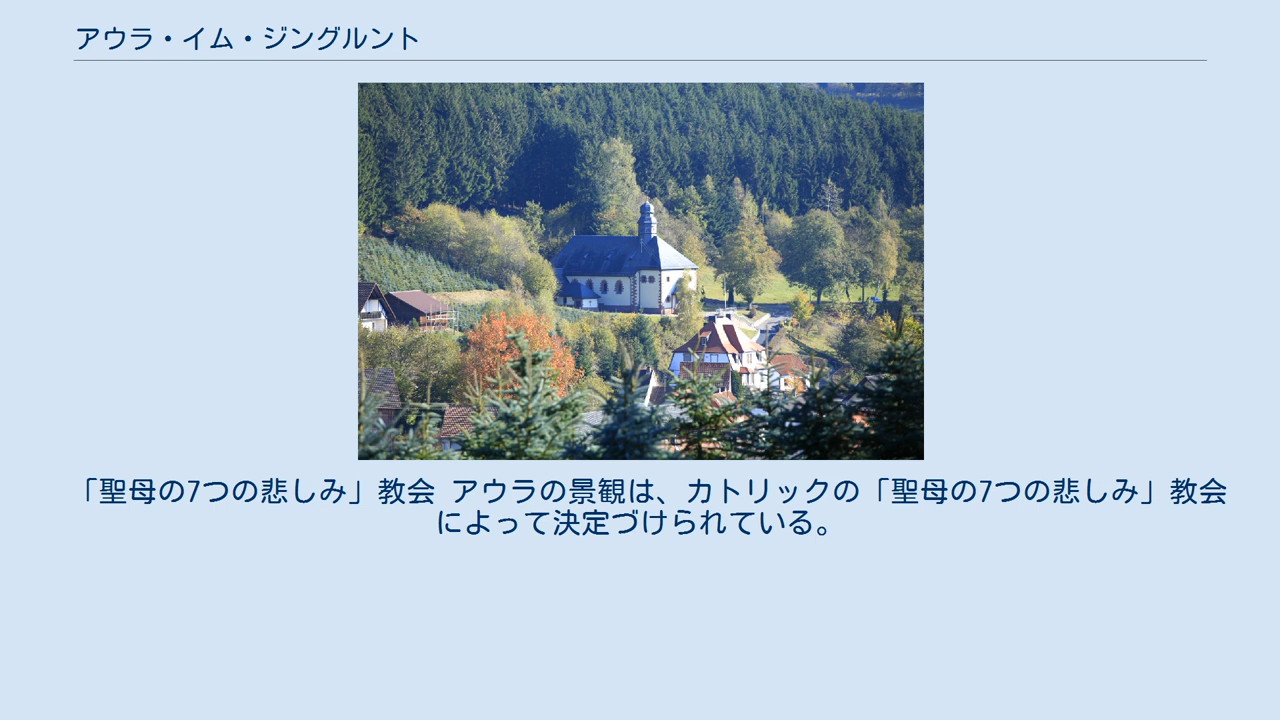 アウラ・イム・ジングルント
「聖母の7つの悲しみ」教会 アウラの景観は、カトリックの「聖母の7つの悲しみ」教会
によって決定づけられている。